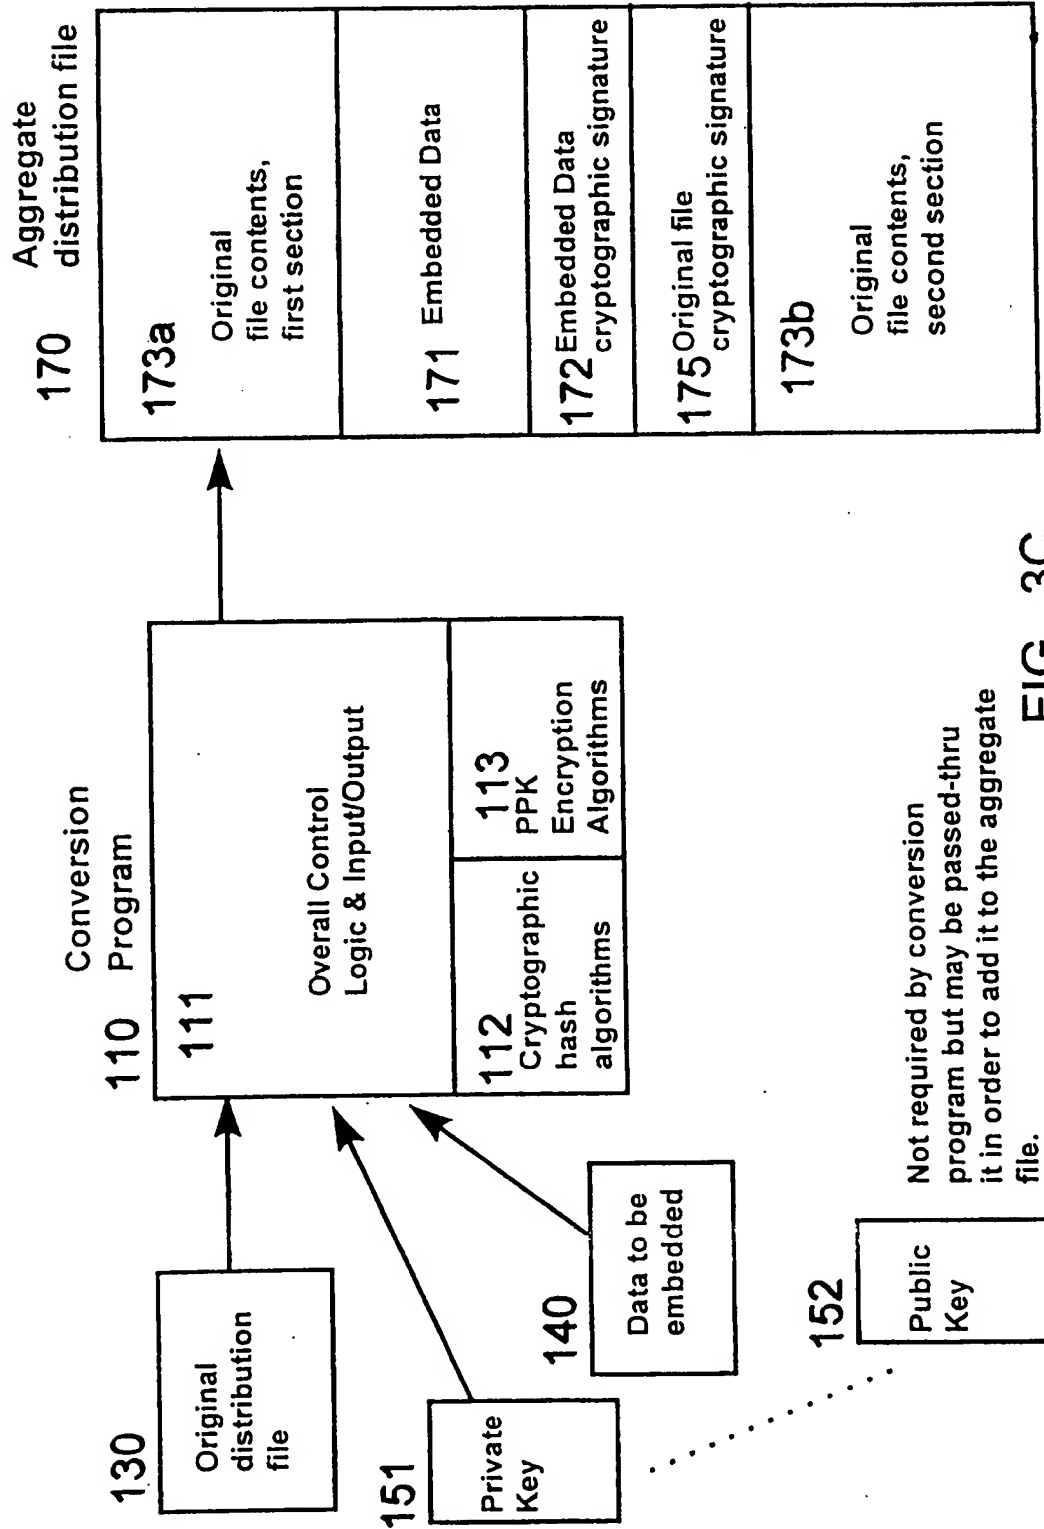 130
Original
distribution
file
151
Private
Key
140
Data to be
embedded
152
Public
Key
Not required by conversion
program but may be passed-thru
it in order to add it to the aggregate
file.
Conversion
110 Program
111
Overall Control
Logic & Input/Output
112
Cryptographic
hash
algorithms
113
PPK
Encryption
Algorithms
Aggregate
170 distribution file
173a
Original
file contents,
first section
171 Embedded Data
172 Embedded Data
cryptographic signature
175 Original file
cryptographic signature
173b
Original
file contents,
second section
FIG. 3C